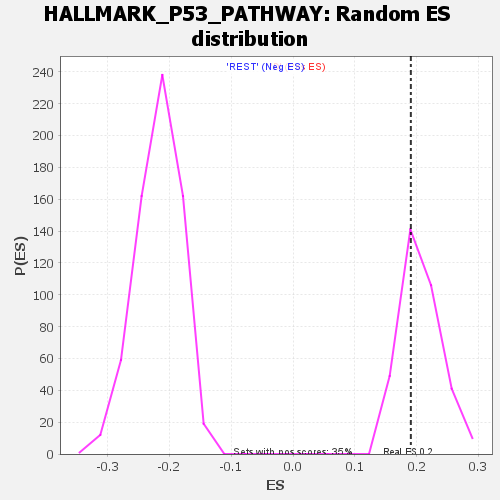 HALLMARK_P53_PATHWAY: Random ES
distribution
'REST' (Neg ES) ES)
240
220
200
180
160
140
120
100
80
60
40
20
0
P(ES)
Sets with pos scores: 35%
Real ES 0.2
-0.3 -0.2 -0.1 0.0 0.1 0.2 0.3
ES